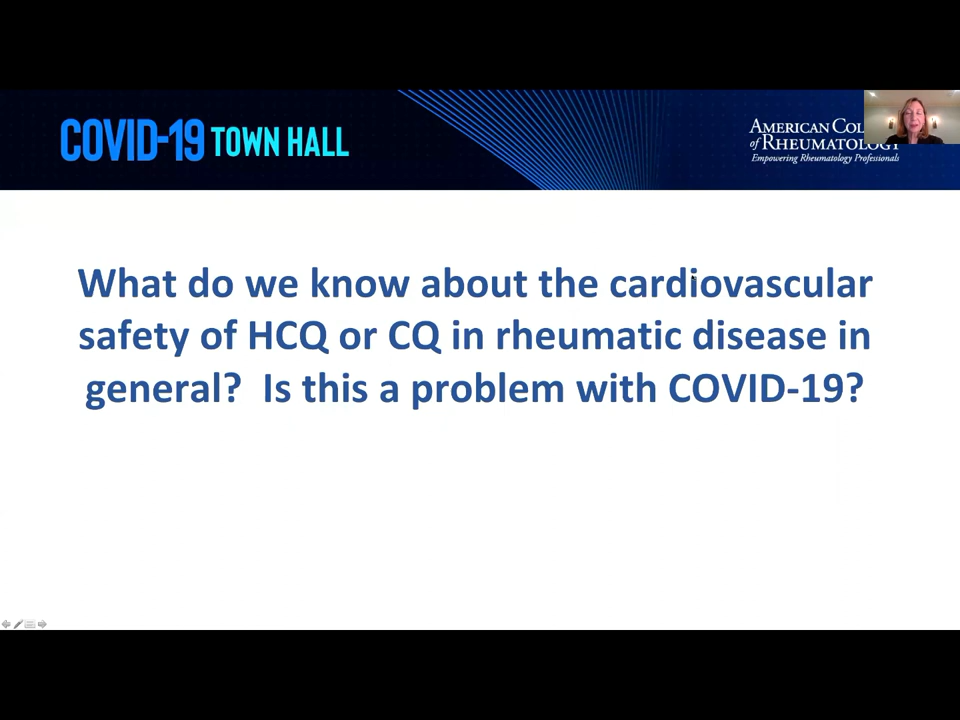 COVID-19 TOWN HALL
AMERICAN COL
of RHEUMATOLOGY
Empowering Rheumatology Professionals
What do we know about the cardiovascular
safety of HCQ or CQ in rheumatic disease in
general?  Is this a problem with COVID-19?